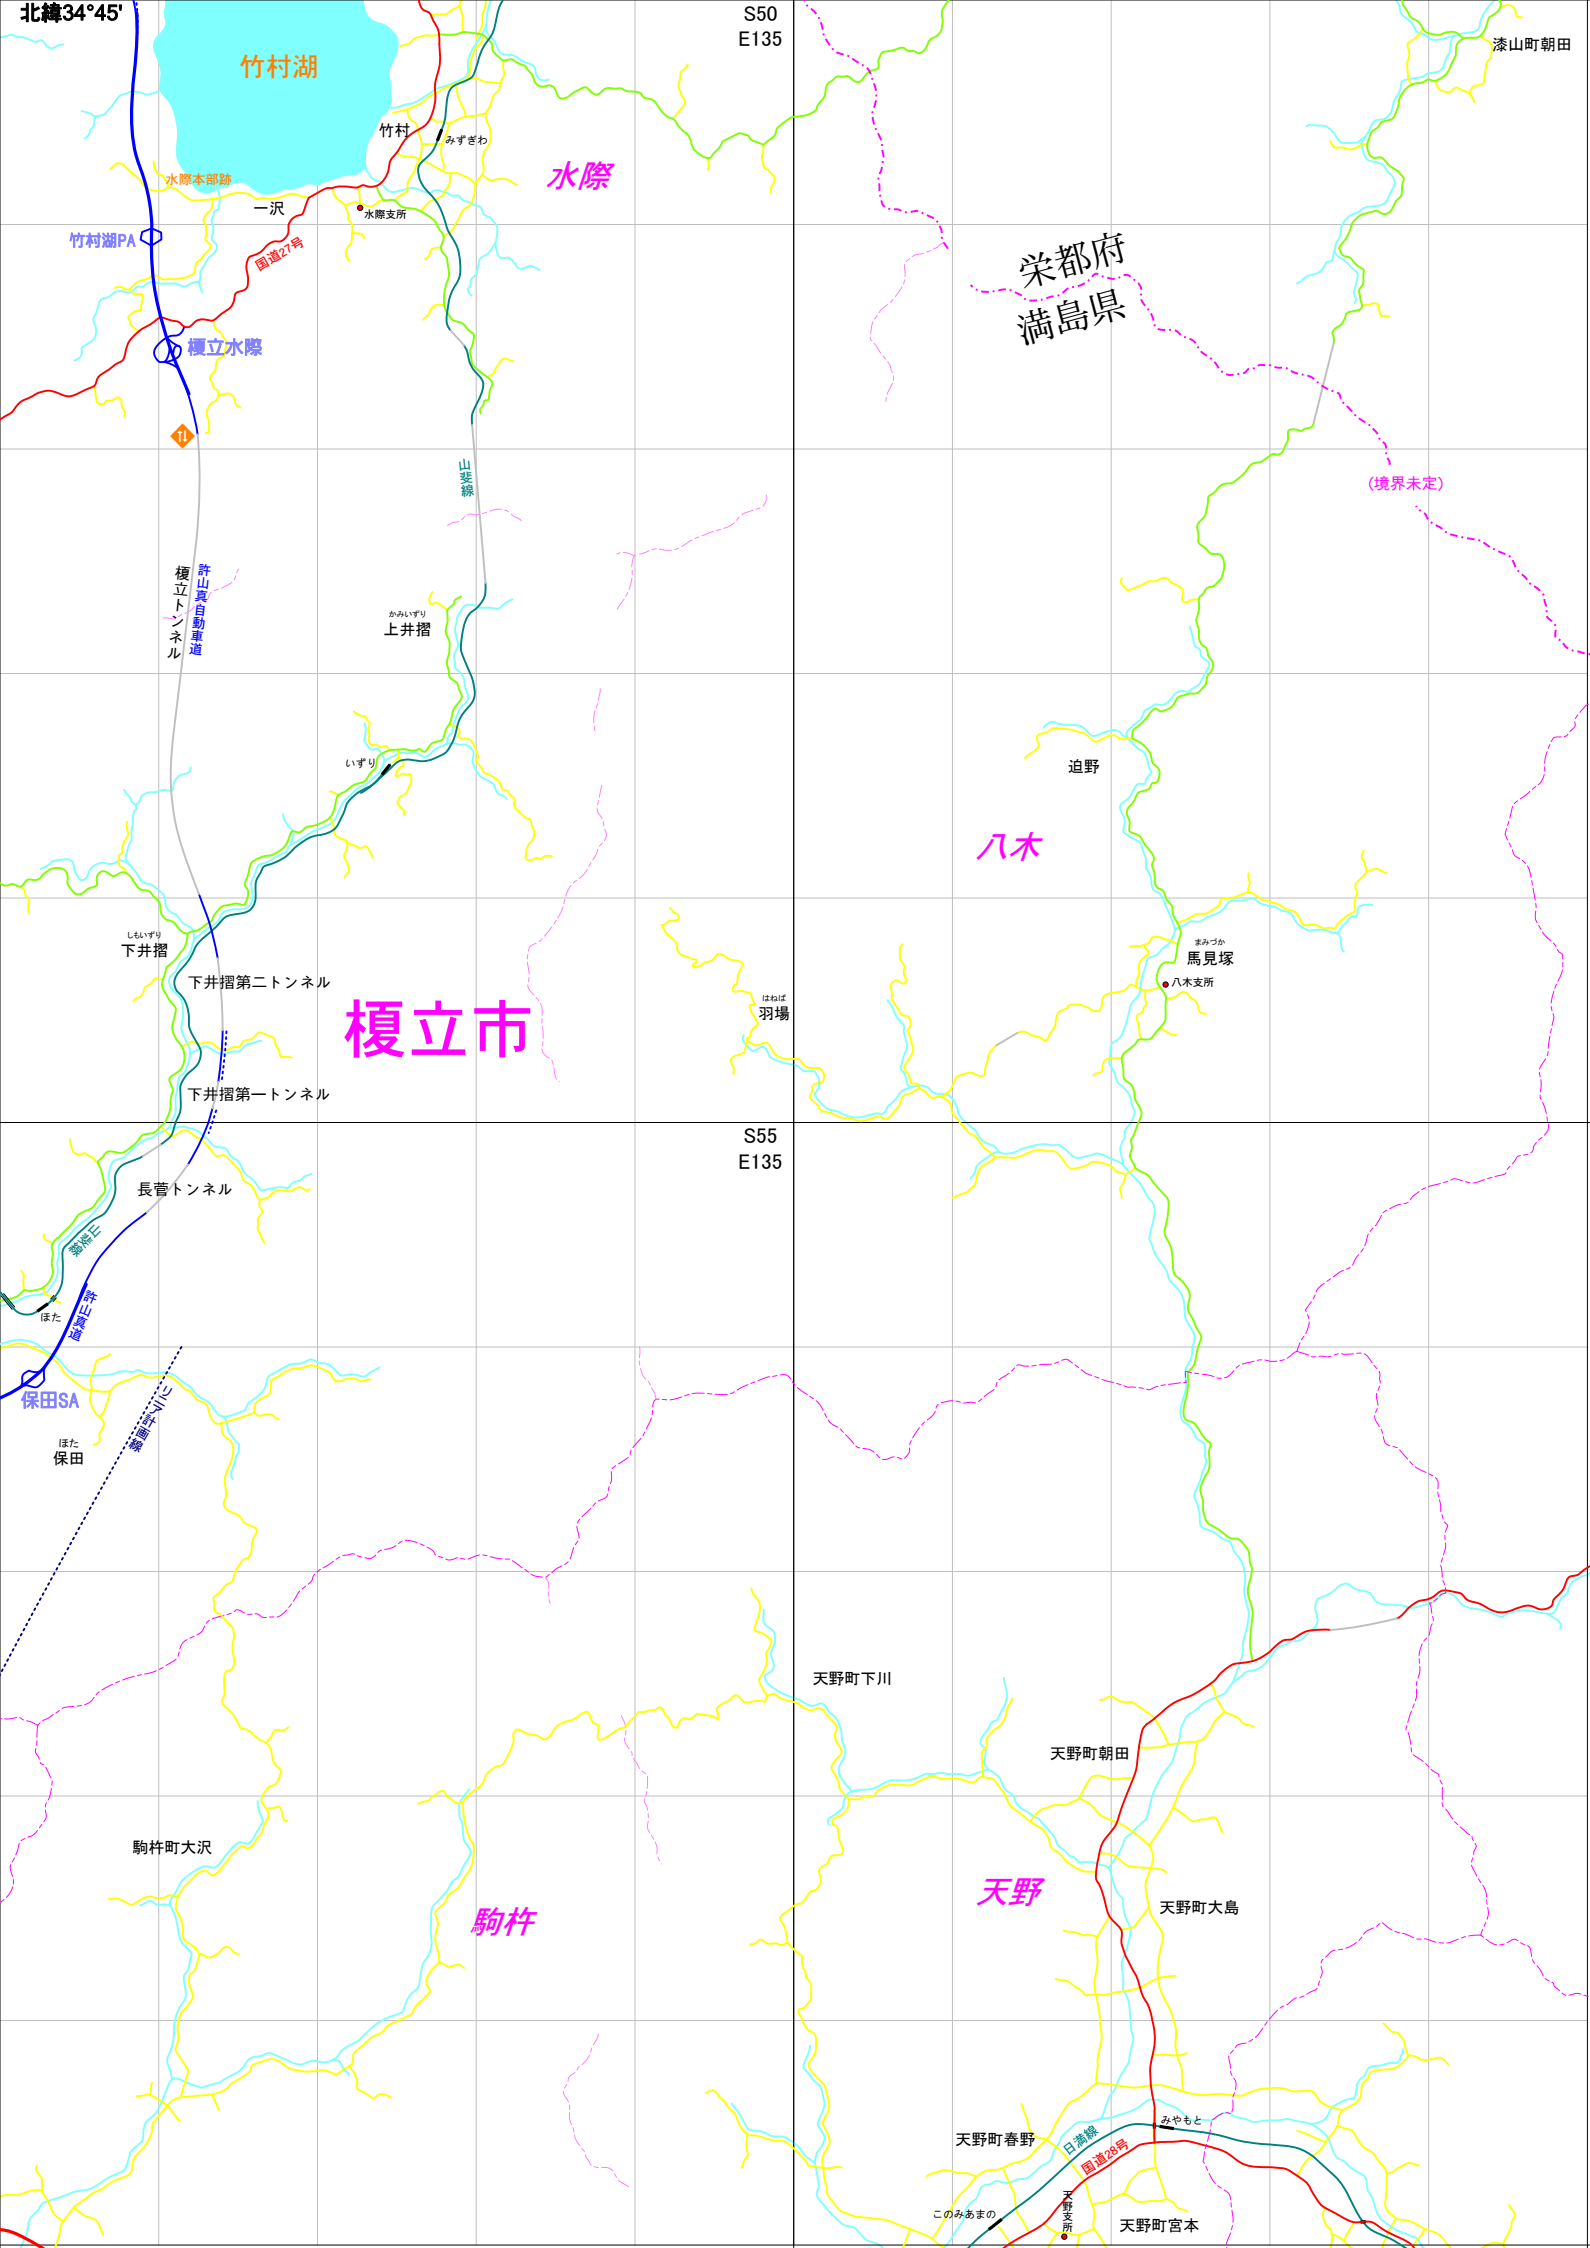 北緯34°45'
S50
E135
竹村湖
漆山町朝田
竹村
みずぎわ
水際
水際本部跡
一沢
水際支所
竹村湖PA
国道27号
栄都府
満島県
榎立水際
山斐線
(境界未定)
榎立トンネル
許山真自動車道
かみいずり
上井摺
いずり
迫野
八木
しもいずり
下井摺
まみづか
馬見塚
下井摺第二トンネル
八木支所
榎立市
はねば
羽場
下井摺第一トンネル
S55
E135
長菅トンネル
山斐線
許山真道
ほた
保田SA
リニア計画線
ほた
保田
天野町下川
天野町朝田
駒杵町大沢
天野
天野町大島
駒杵
みやもと
天野町春野
日満線
国道28号
天野支所
このみあまの
天野町宮本